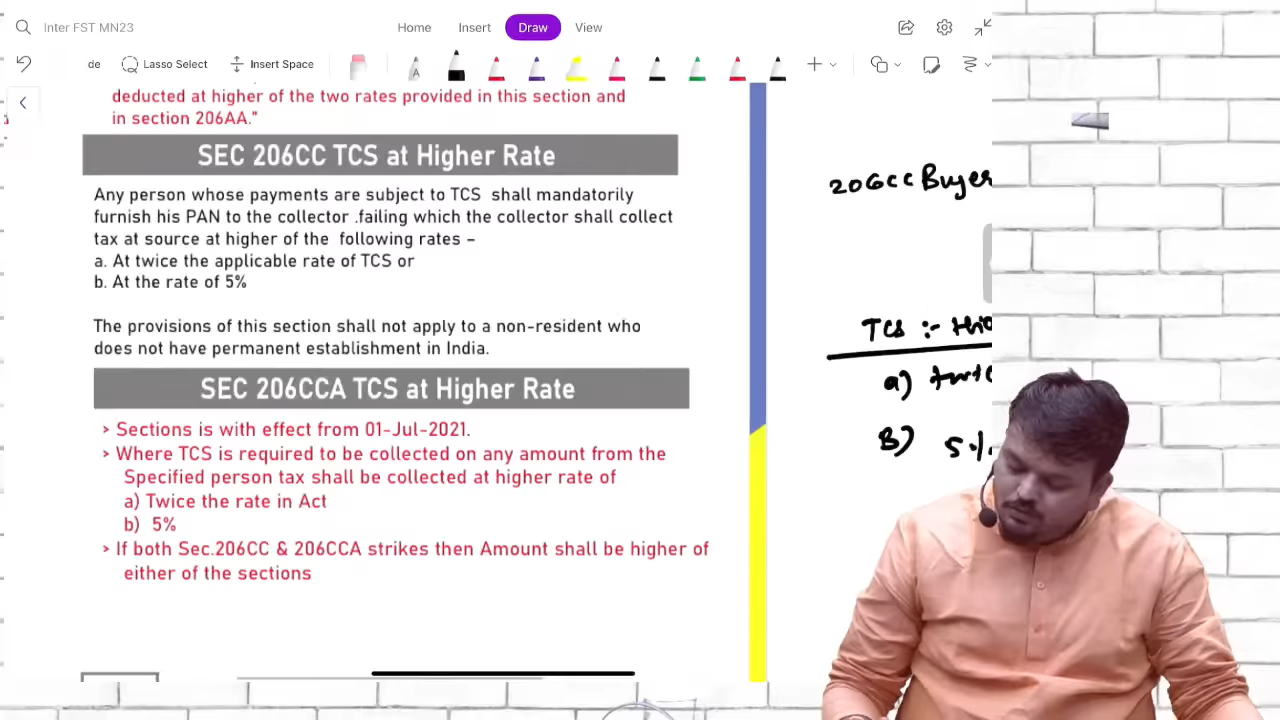 Inter FST MN23
Home Insert Draw View
de Lasso Select Insert Space
deducted at higher of the two rates provided in this section and
in section 206AA."
SEC 206CC TCS at Higher Rate
Any person whose payments are subject to TCS shall mandatorily
furnish his PAN to the collector .failing which the collector shall collect
tax at source at higher of the following rates –
a. At twice the applicable rate of TCS or
b. At the rate of 5%
The provisions of this section shall not apply to a non-resident who
does not have permanent establishment in India.
SEC 206CCA TCS at Higher Rate
> Sections is with effect from 01-Jul-2021.
> Where TCS is required to be collected on any amount from the
Specified person tax shall be collected at higher rate of
a) Twice the rate in Act
b) 5%
> If both Sec.206CC & 206CCA strikes then Amount shall be higher of
either of the sections
206CC Buyer
TCS :-
a)
B) 5%